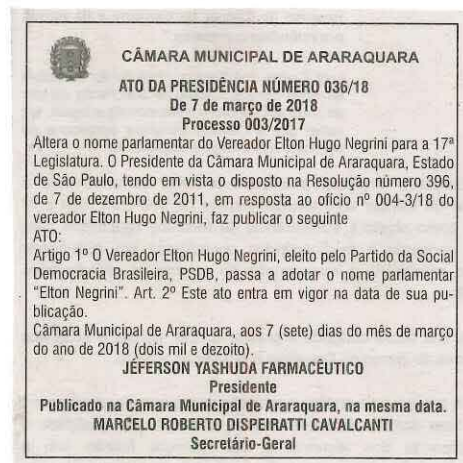 CÂMARA MUNICIPAL DE ARARAQUARA
ATO DA PRESIDÊNCIA NÚMERO 036/18
De 7 de março de 2018
Processo 003/2017
Altera o nome parlamentar do Vereador Elton Hugo Negrini para a 17ª
Legislatura. O Presidente da Câmara Municipal de Araraquara, Estado
de São Paulo, tendo em vista o disposto na Resolução número 396,
de 7 de dezembro de 2011, em resposta ao ofício nº 004-3/18 do
vereador Elton Hugo Negrini, faz publicar o seguinte
ATO:
Artigo 1º O Vereador Elton Hugo Negrini, eleito pelo Partido da Social
Democracia Brasileira, PSDB, passa a adotar o nome parlamentar
"Elton Negrini". Art. 2º Este ato entra em vigor na data de sua pu-
blicação.
Câmara Municipal de Araraquara, aos 7 (sete) dias do mês de março
do ano de 2018 (dois mil e dezoito).
JÉFERSON YASHUDA FARMACÊUTICO
Presidente
Publicado na Câmara Municipal de Araraquara, na mesma data.
MARCELO ROBERTO DISPEIRATTI CAVALCANTI
Secretário-Geral